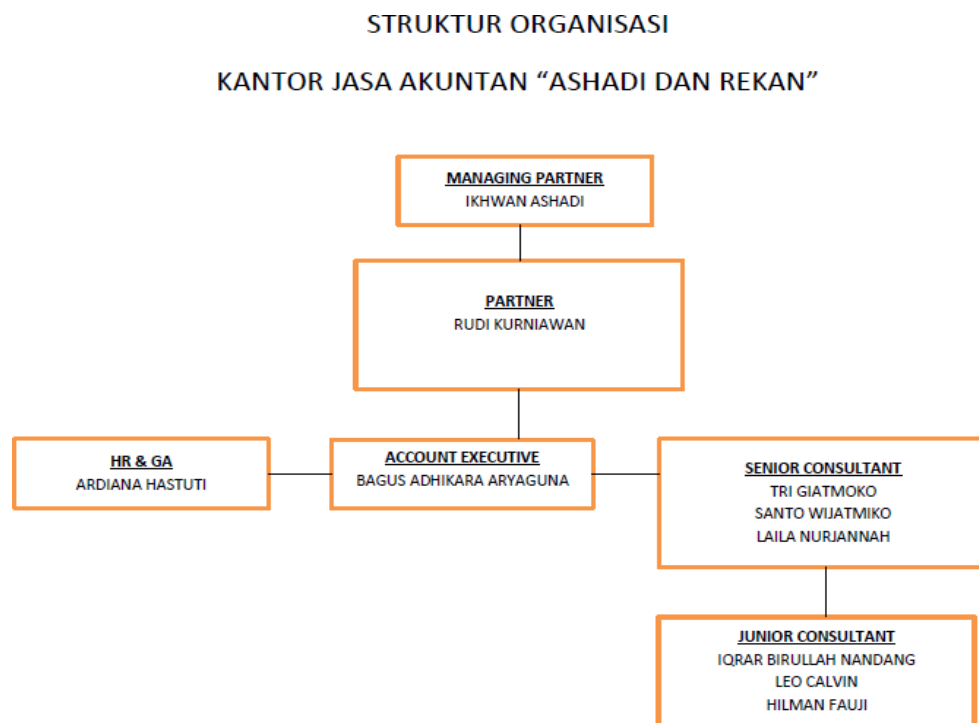 STRUKTUR ORGANISASI
KANTOR JASA AKUNTAN “ASHADI DAN REKAN”
MANAGING PARTNER
IKHWAN ASHADI
PARTNER
RUDI KURNIAWAN
HR & GA
ARDIANA HASTUTI
ACCOUNT EXECUTIVE
BAGUS ADHIKARA ARYAGUNA
SENIOR CONSULTANT
TRI GIATMOKO
SANTO WIJATMIKO
LAILA NURJANNAH
JUNIOR CONSULTANT
IQRAR BIRULLAH NANDANG
LEO CALVIN
HILMAN FAUJI